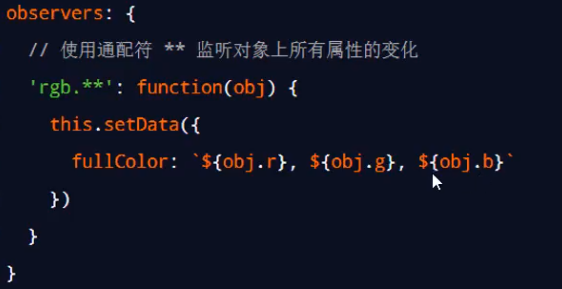 observers: {
// 使用通配符 ** 监听对象上所有属性的变化
'rgb.**': function(obj) {
this.setData({
fullColor: `${obj.r}, ${obj.g}, ${obj.b}`
})
}
}